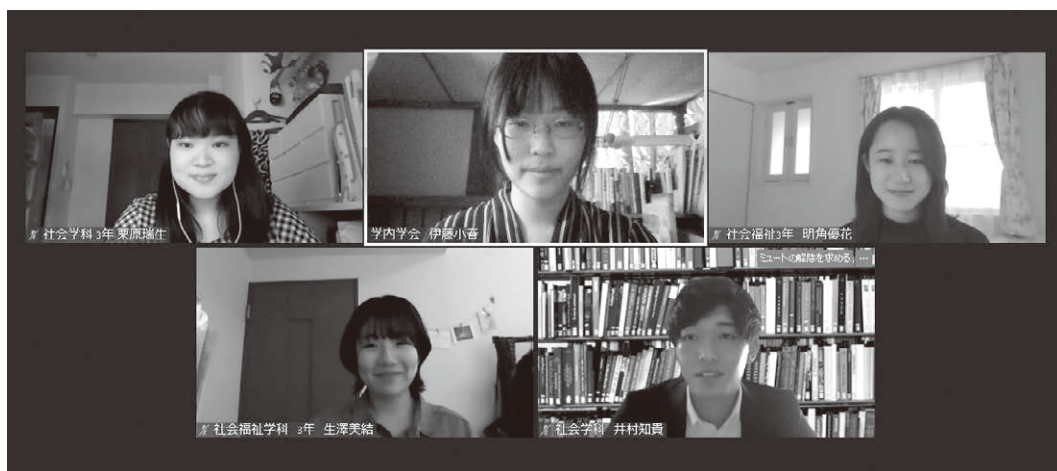 社会学科 3年 栗原瑞生
学内学会 伊藤小春
社会福祉3年 明角優花
ミュートの解除を求める ...
社会福祉学科 3年 生澤美結
社会学科 井村知貴